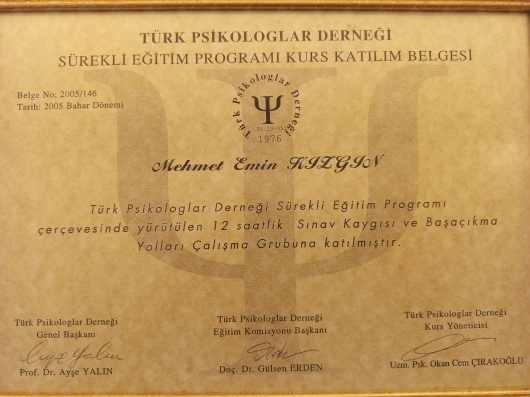 TÜRK PSİKOLOGLAR DERNEĞİ
SÜREKLİ EĞİTİM PROGRAMI KURS KATILIM BELGESİ
Belge No: 2005/146
Tarih: 2005 Bahar Dönemi
Türk Psikologlar Derneği
1976
Mehmet Emin KIZGIN
Türk Psikologlar Derneği Sürekli Eğitim Programı
çerçevesinde yürütülen 12 saatlik Sınav Kaygısı ve Başaçıkma
Yolları Çalışma Grubuna katılmıştır.
Türk Psikologlar Derneği
Genel Başkanı
Prof. Dr. Ayşe YALIN
Türk Psikologlar Derneği
Eğitim Komisyonu Başkanı
Doç. Dr. Gülsen ERDEN
Türk Psikologlar Derneği
Kurs Yöneticisi
Uzm. Psk. Okan Cem ÇIRAKOĞLU